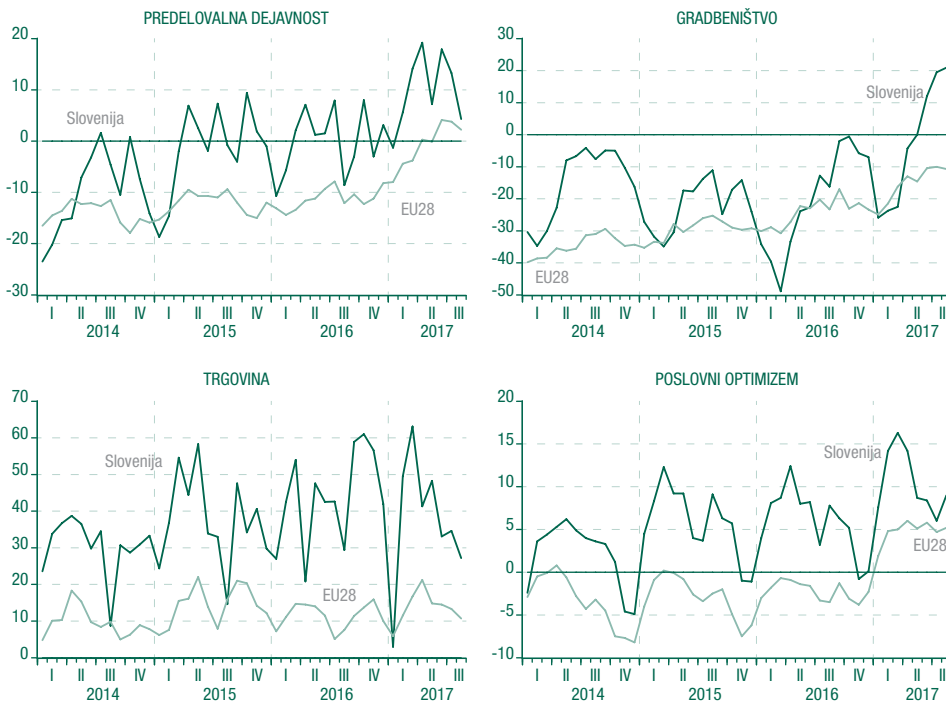 PREDELOVALNA DEJAVNOST
20
10
0
-10
-20
-30
Slovenija
EU28
I II III IV I II III IV I II III IV I II III
2014 2015 2016 2017
GRADBENIŠTVO
30
20
10
0
-10
-20
-30
-40
-50
Slovenija
EU28
I II III IV I II III IV I II III IV I II II
2014 2015 2016 2017
TRGOVINA
70
60
50
40
30
20
10
0
Slovenija
EU28
I II III IV I II III IV I II III IV I II III
2014 2015 2016 2017
POSLOVNI OPTIMIZEM
20
15
10
5
0
-5
-10
Slovenija
EU28
I II III IV I II III IV I II III IV I II II
2014 2015 2016 2017